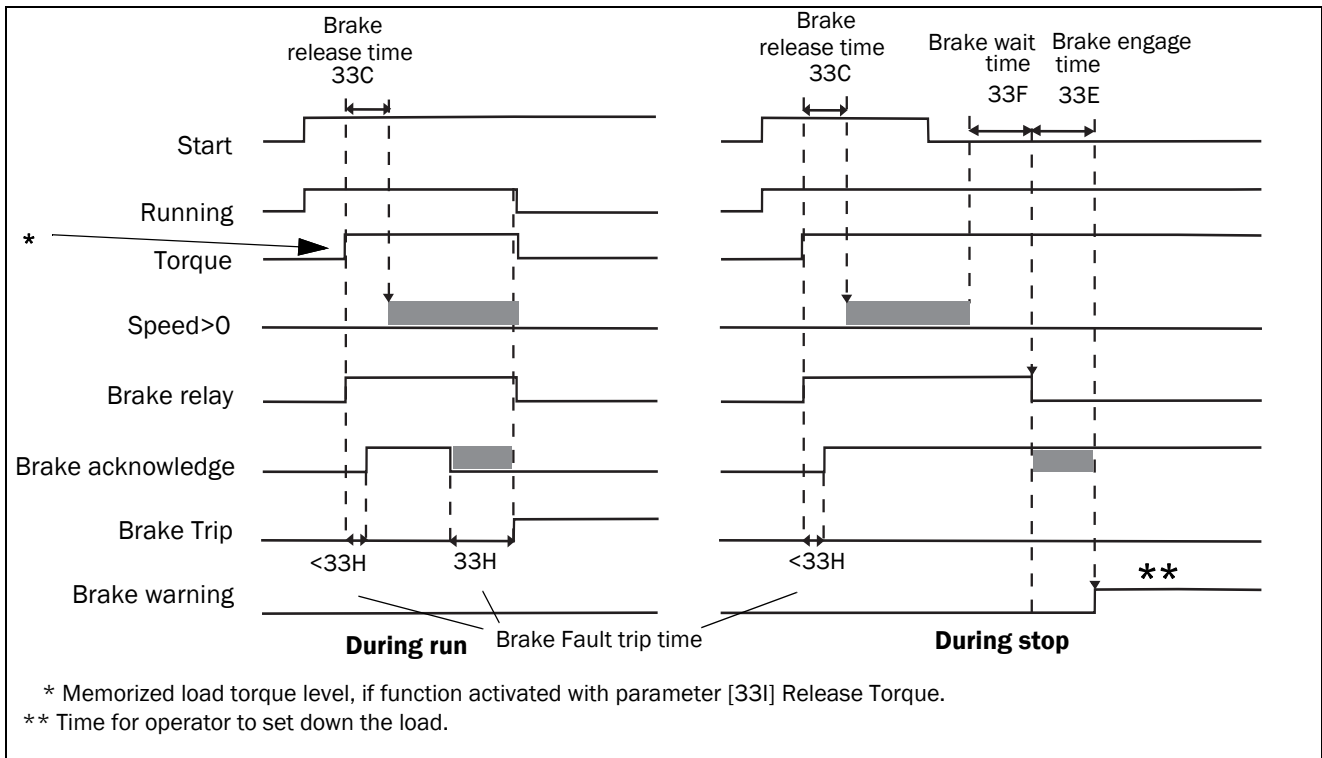 Brake
release time
33C
Brake
release time
33C
Brake wait
time
33F
Brake engage
time
33E
Start
Running
*
Torque
Speed>0
Brake relay
Brake acknowledge
Brake Trip
<33H
33H
<33H
Brake warning
**
During run
Brake Fault trip time
During stop
* Memorized load torque level, if function activated with parameter [33I] Release Torque.
** Time for operator to set down the load.